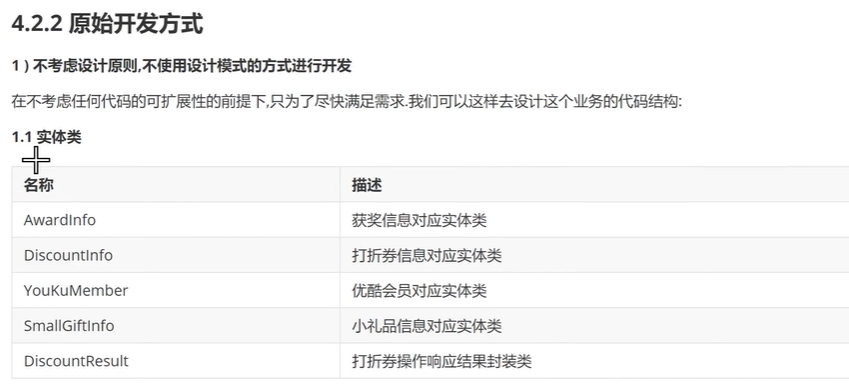 4.2.2 原始开发方式
1 ) 不考虑设计原则,不使用设计模式的方式进行开发
在不考虑任何代码的可扩展性的前提下,只为了尽快满足需求.我们可以这样去设计这个业务的代码结构:
1.1 实体类
名称 描述
AwardInfo 获奖信息对应实体类
DiscountInfo 打折券信息对应实体类
YouKuMember 优酷会员对应实体类
SmallGiftInfo 小礼品信息对应实体类
DiscountResult 打折券操作响应结果封装类